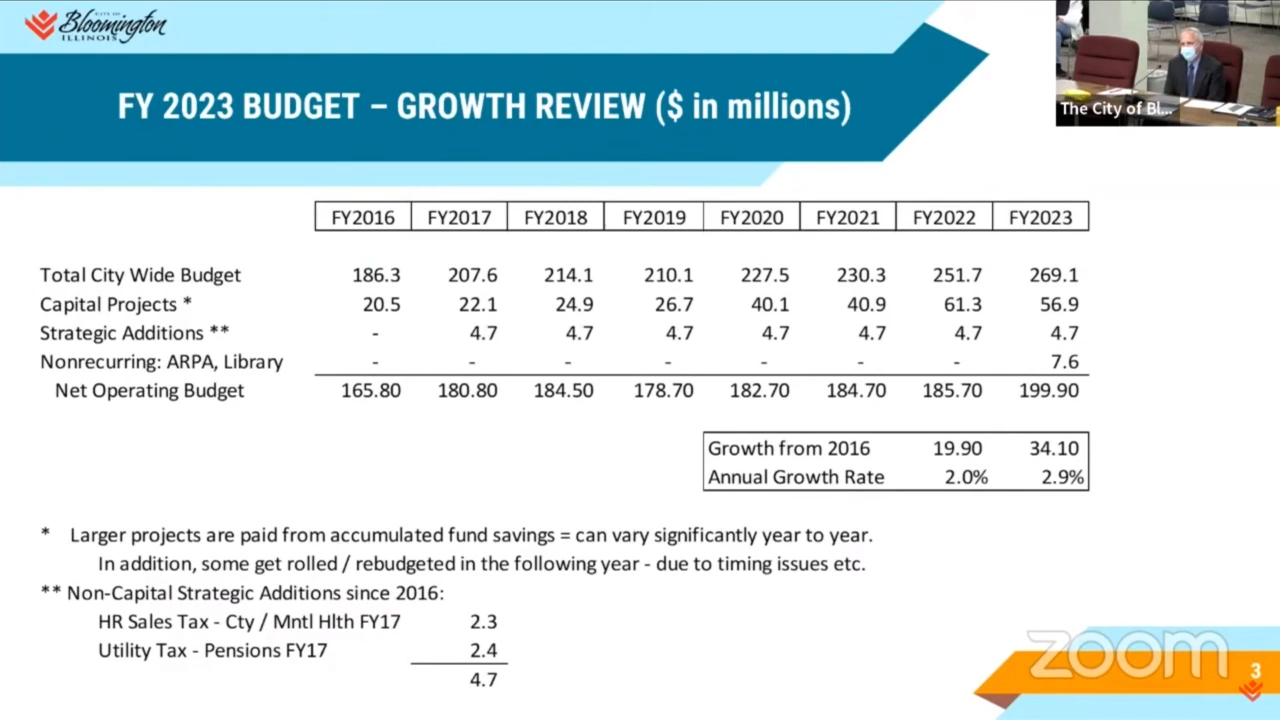 CITY OF
Bloomington
ILLINOIS
The City of Bl...
FY 2023 BUDGET – GROWTH REVIEW ($ in millions)
FY2016 FY2017 FY2018 FY2019 FY2020 FY2021 FY2022 FY2023
Total City Wide Budget 186.3 207.6 214.1 210.1 227.5 230.3 251.7 269.1
Capital Projects * 20.5 22.1 24.9 26.7 40.1 40.9 61.3 56.9
Strategic Additions ** - 4.7 4.7 4.7 4.7 4.7 4.7 4.7
Nonrecurring: ARPA, Library - - - - - - - 7.6
Net Operating Budget 165.80 180.80 184.50 178.70 182.70 184.70 185.70 199.90
Growth from 2016 19.90 34.10
Annual Growth Rate 2.0% 2.9%
* Larger projects are paid from accumulated fund savings = can vary significantly year to year.
In addition, some get rolled / rebudgeted in the following year - due to timing issues etc.
** Non-Capital Strategic Additions since 2016:
HR Sales Tax - Cty / Mntl Hlth FY17 2.3
Utility Tax - Pensions FY17 2.4
4.7
zoom
3